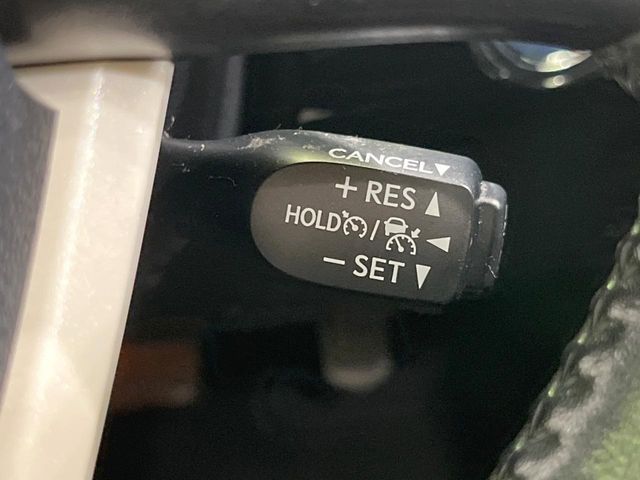 CANCEL▼
+ RES ▲
HOLD / ◀
− SET ▼